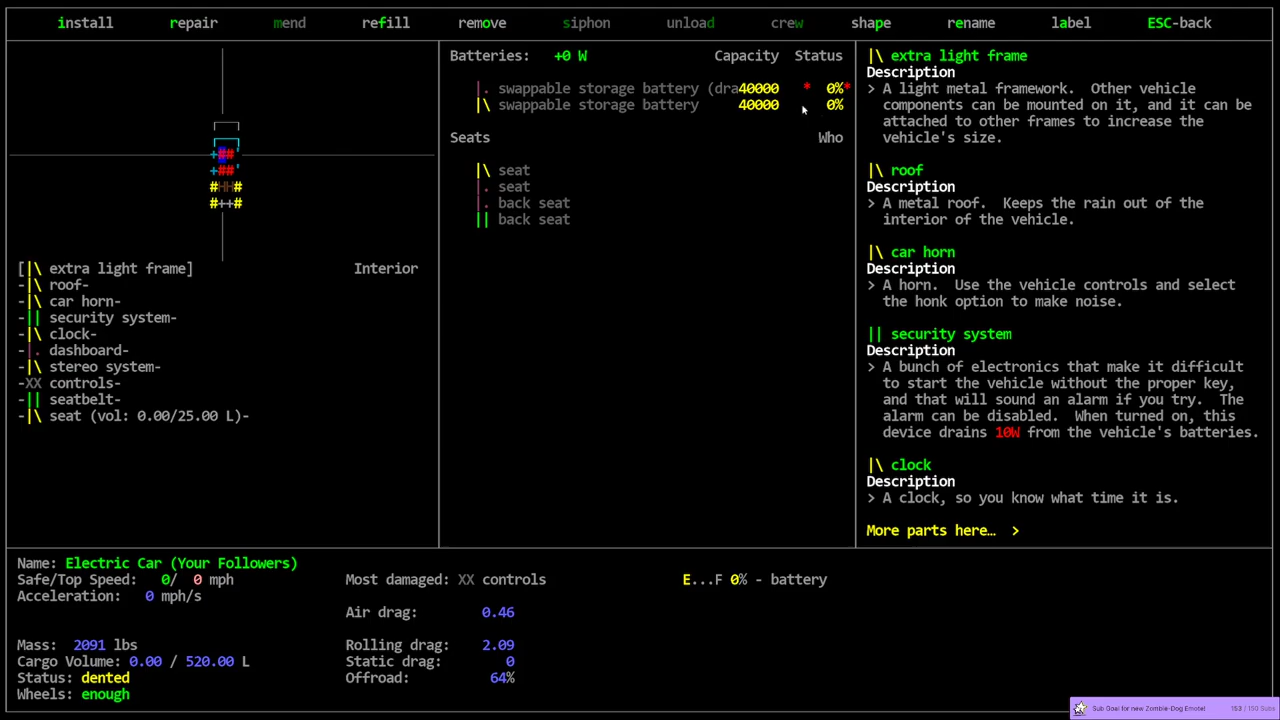 install repair mend refill remove siphon unload crew shape rename label ESC-back
Batteries: +0 W Capacity Status
|. swappable storage battery (dra40000 * 0%*
|\ swappable storage battery 40000 0%
Seats Who
|\ seat
|. seat
|. back seat
|| back seat
[|\ extra light frame] Interior
-|\ roof-
-|\ car horn-
-|| security system-
-|\ clock-
-|. dashboard-
-|\ stereo system-
-XX controls-
-|| seatbelt-
-|\ seat (vol: 0.00/25.00 L)-
|\ extra light frame
Description
> A light metal framework. Other vehicle
components can be mounted on it, and it can be
attached to other frames to increase the
vehicle's size.
|\ roof
Description
> A metal roof. Keeps the rain out of the
interior of the vehicle.
|\ car horn
Description
> A horn. Use the vehicle controls and select
the honk option to make noise.
|| security system
Description
> A bunch of electronics that make it difficult
to start the vehicle without the proper key,
and that will sound an alarm if you try. The
alarm can be disabled. When turned on, this
device drains 10W from the vehicle's batteries.
|\ clock
Description
> A clock, so you know what time it is.
More parts here… >
Name: Electric Car (Your Followers)
Safe/Top Speed: 0/ 0 mph
Acceleration: 0 mph/s
Mass: 2091 lbs
Cargo Volume: 0.00 / 520.00 L
Status: dented
Wheels: enough
Most damaged: XX controls
Air drag: 0.46
Rolling drag: 2.09
Static drag: 0
Offroad: 64%
E...F 0% - battery
Sub Goal for new Zombie-Dog Emote! 153 / 150 Subs